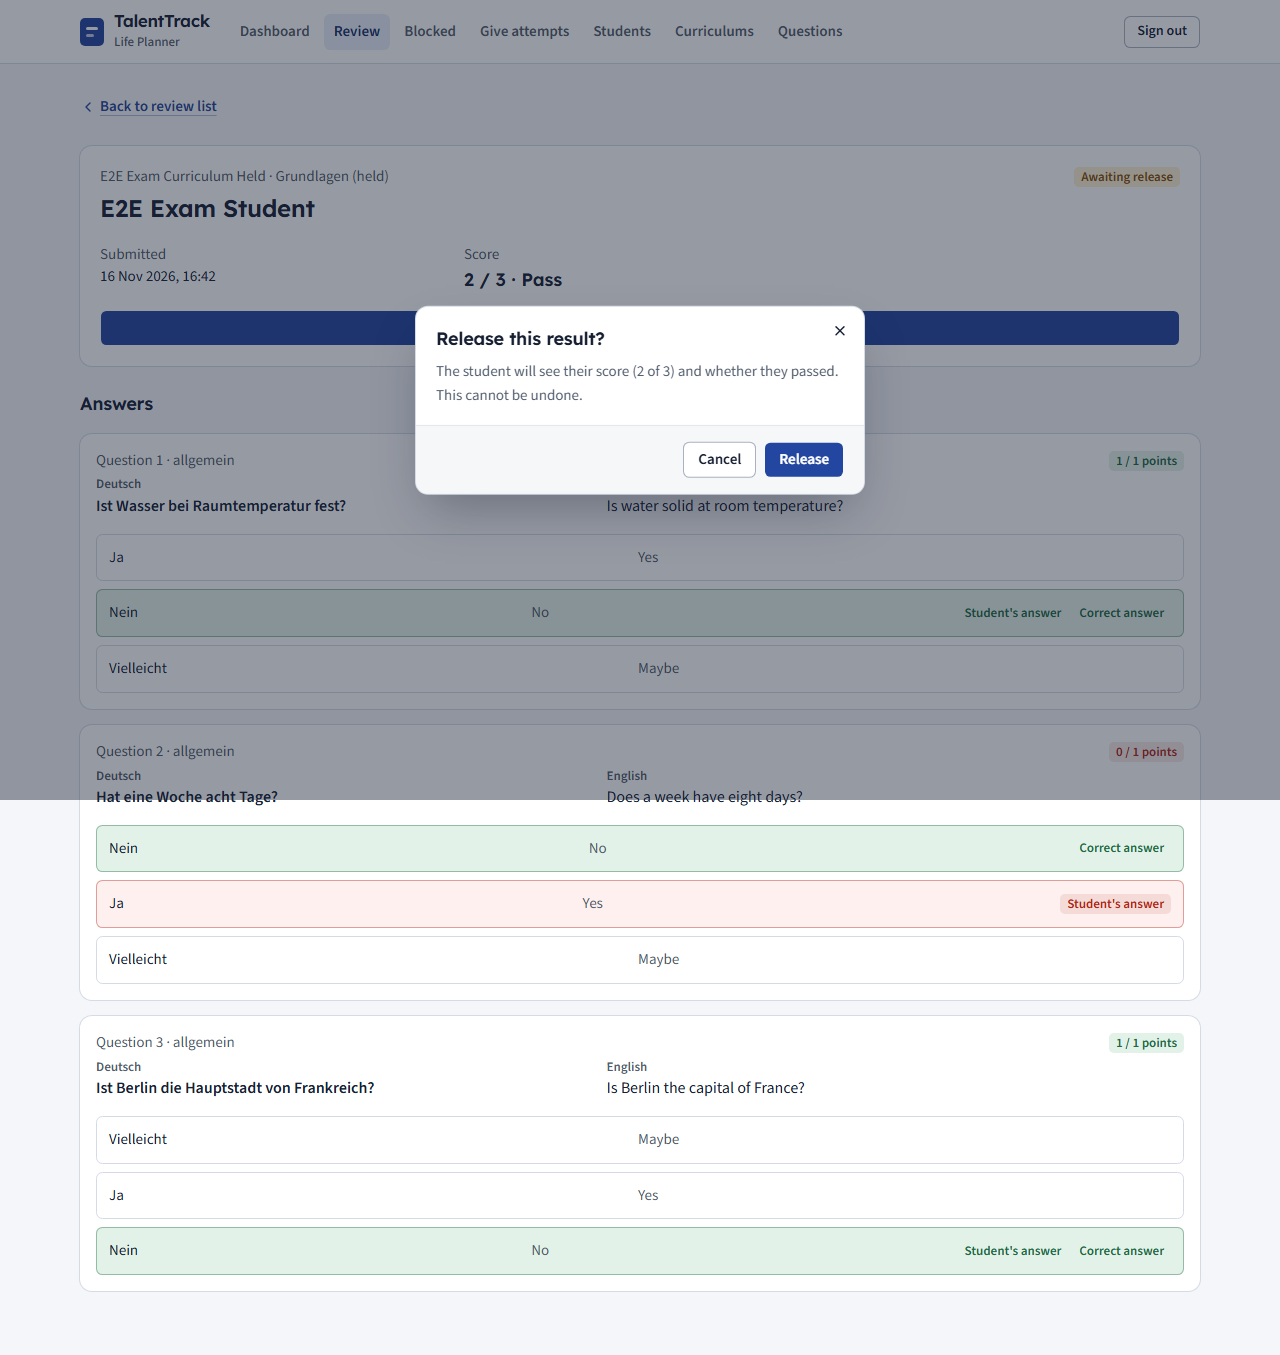 TalentTrack
Life Planner
Dashboard
Review
Blocked
Give attempts
Students
Curriculums
Questions
Sign out
Back to review list
E2E Exam Curriculum Held · Grundlagen (held)
Awaiting release
E2E Exam Student
Submitted
Score
16 Nov 2026, 16:42
2 / 3 · Pass
Release this result?
The student will see their score (2 of 3) and whether they passed.
This cannot be undone.
Cancel
Release
Answers
Question 1 · allgemein
1 / 1 points
Deutsch
Ist Wasser bei Raumtemperatur fest?
Is water solid at room temperature?
Ja
Yes
Nein
No
Student's answer
Correct answer
Vielleicht
Maybe
Question 2 · allgemein
0 / 1 points
Deutsch
English
Hat eine Woche acht Tage?
Does a week have eight days?
Nein
No
Correct answer
Ja
Yes
Student's answer
Vielleicht
Maybe
Question 3 · allgemein
1 / 1 points
Deutsch
English
Ist Berlin die Hauptstadt von Frankreich?
Is Berlin the capital of France?
Vielleicht
Maybe
Ja
Yes
Nein
No
Student's answer
Correct answer